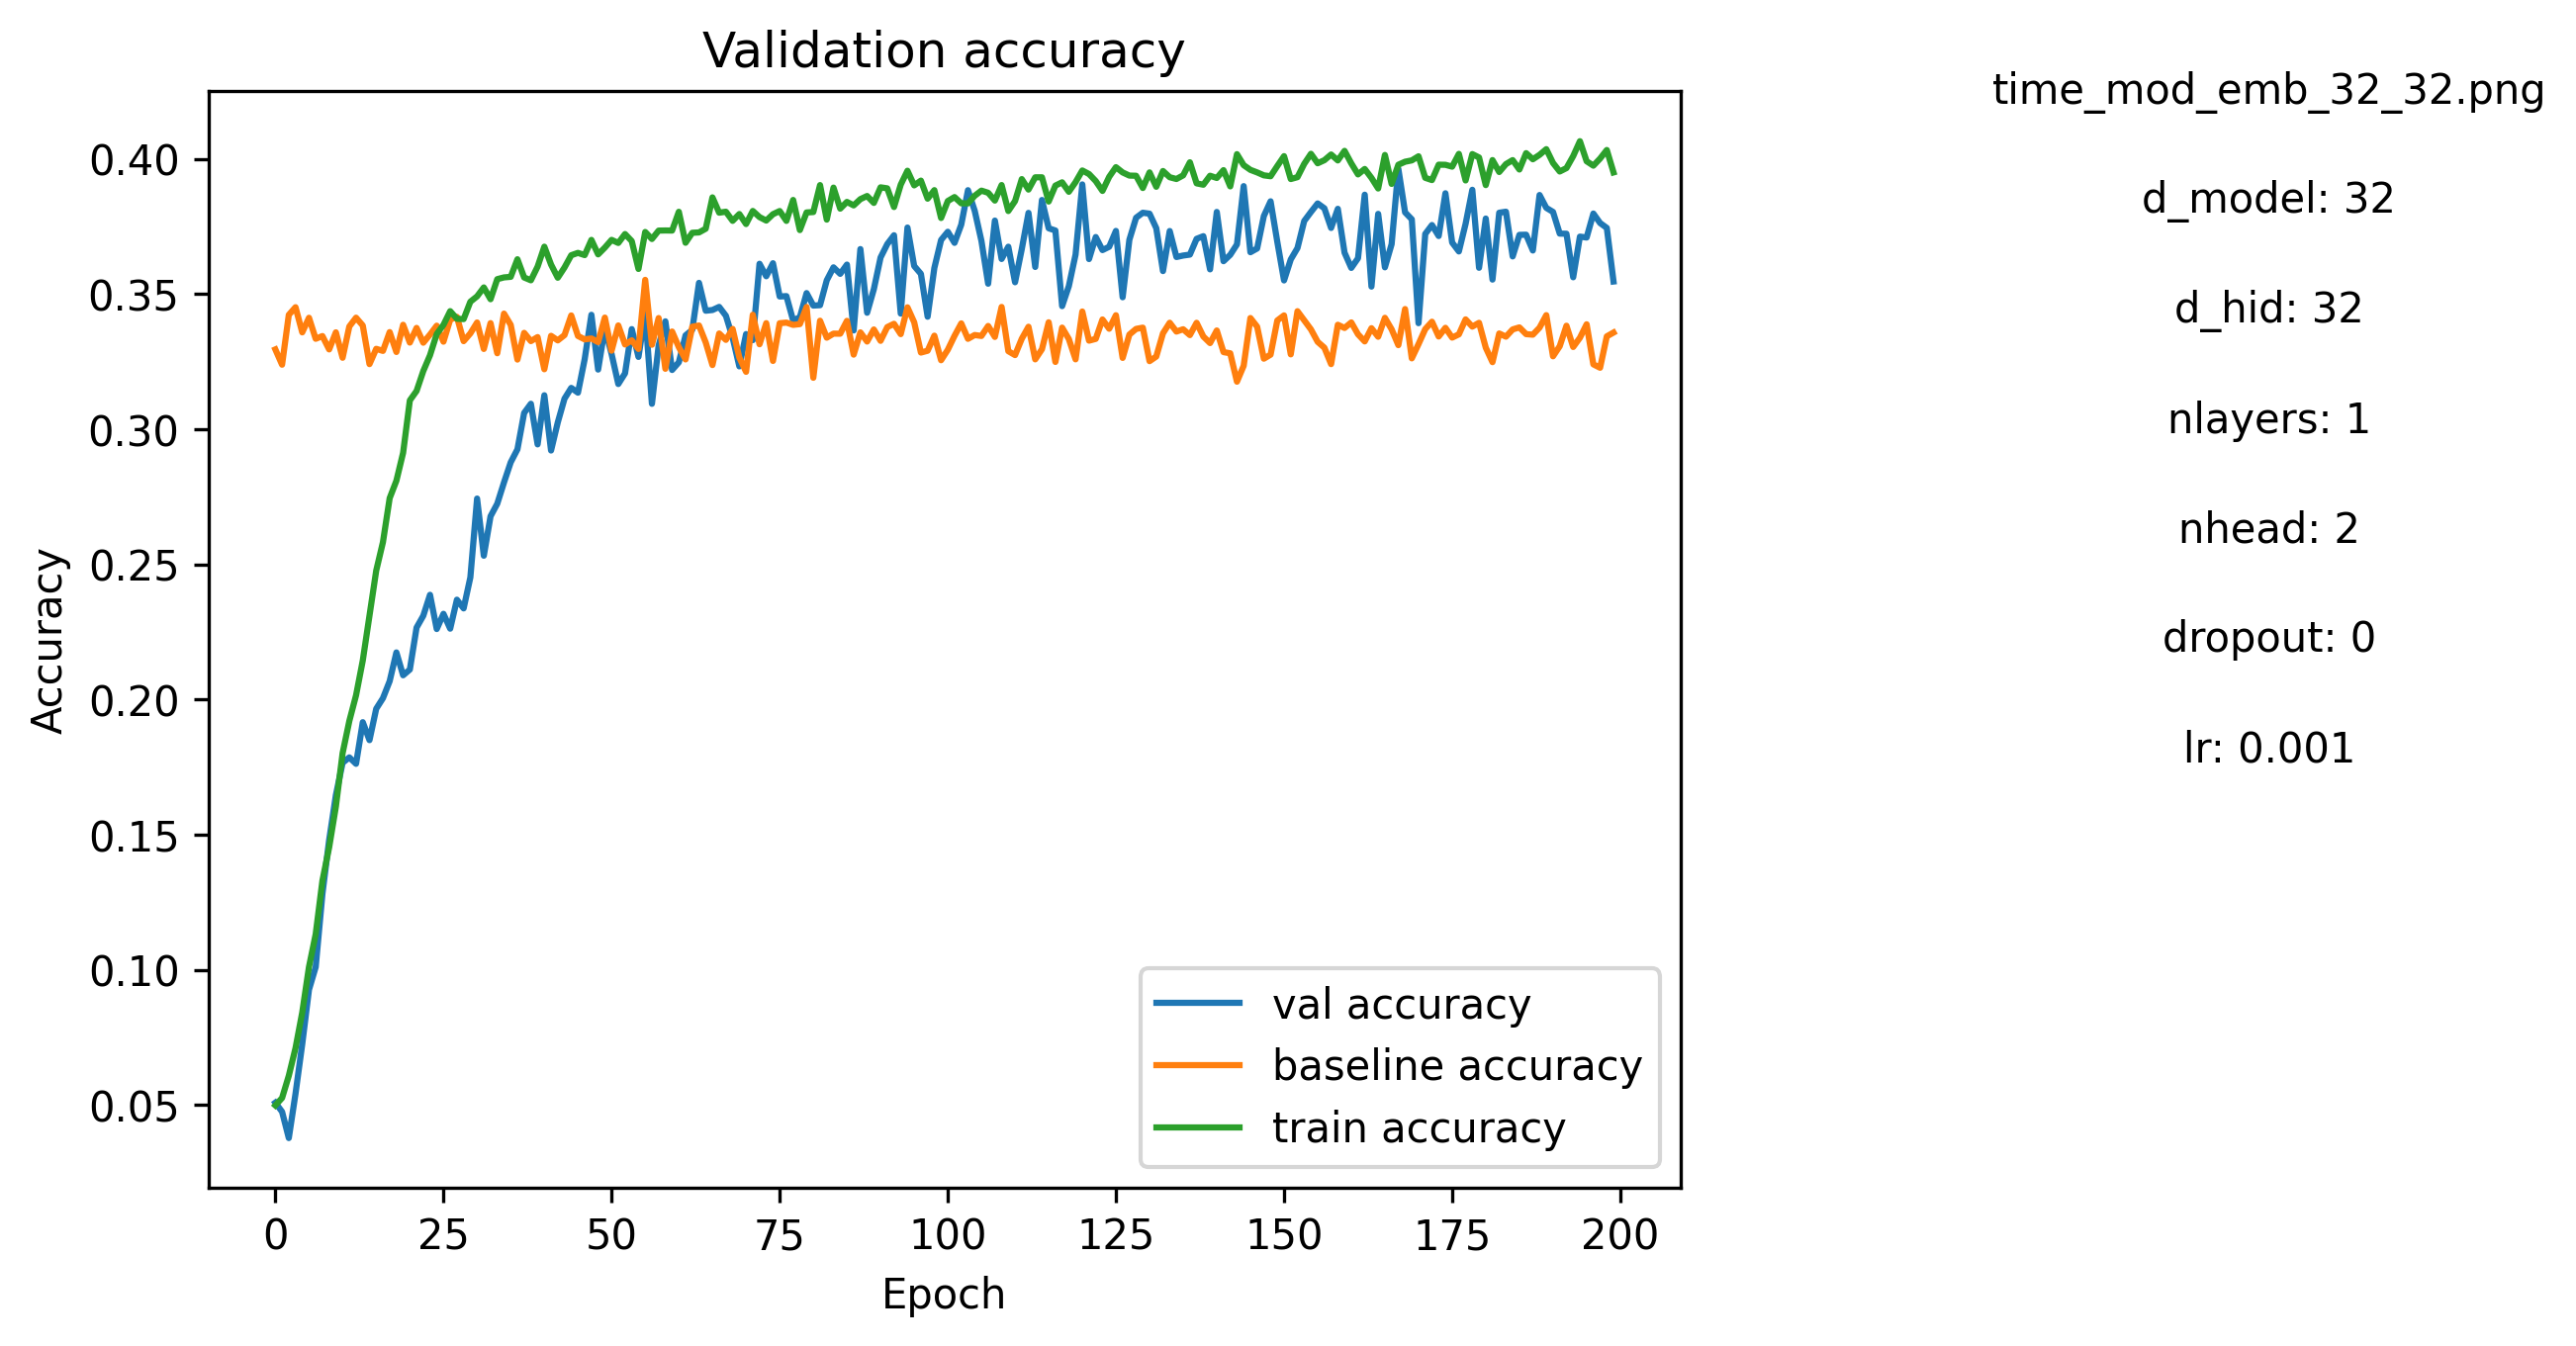 Validation accuracy
Accuracy
0.40
0.35
0.30
0.25
0.20
0.15
0.10
0.05
0 25 50 75 100 125 150 175 200
Epoch
val accuracy
baseline accuracy
train accuracy
time_mod_emb_32_32.png
d_model: 32
d_hid: 32
nlayers: 1
nhead: 2
dropout: 0
lr: 0.001